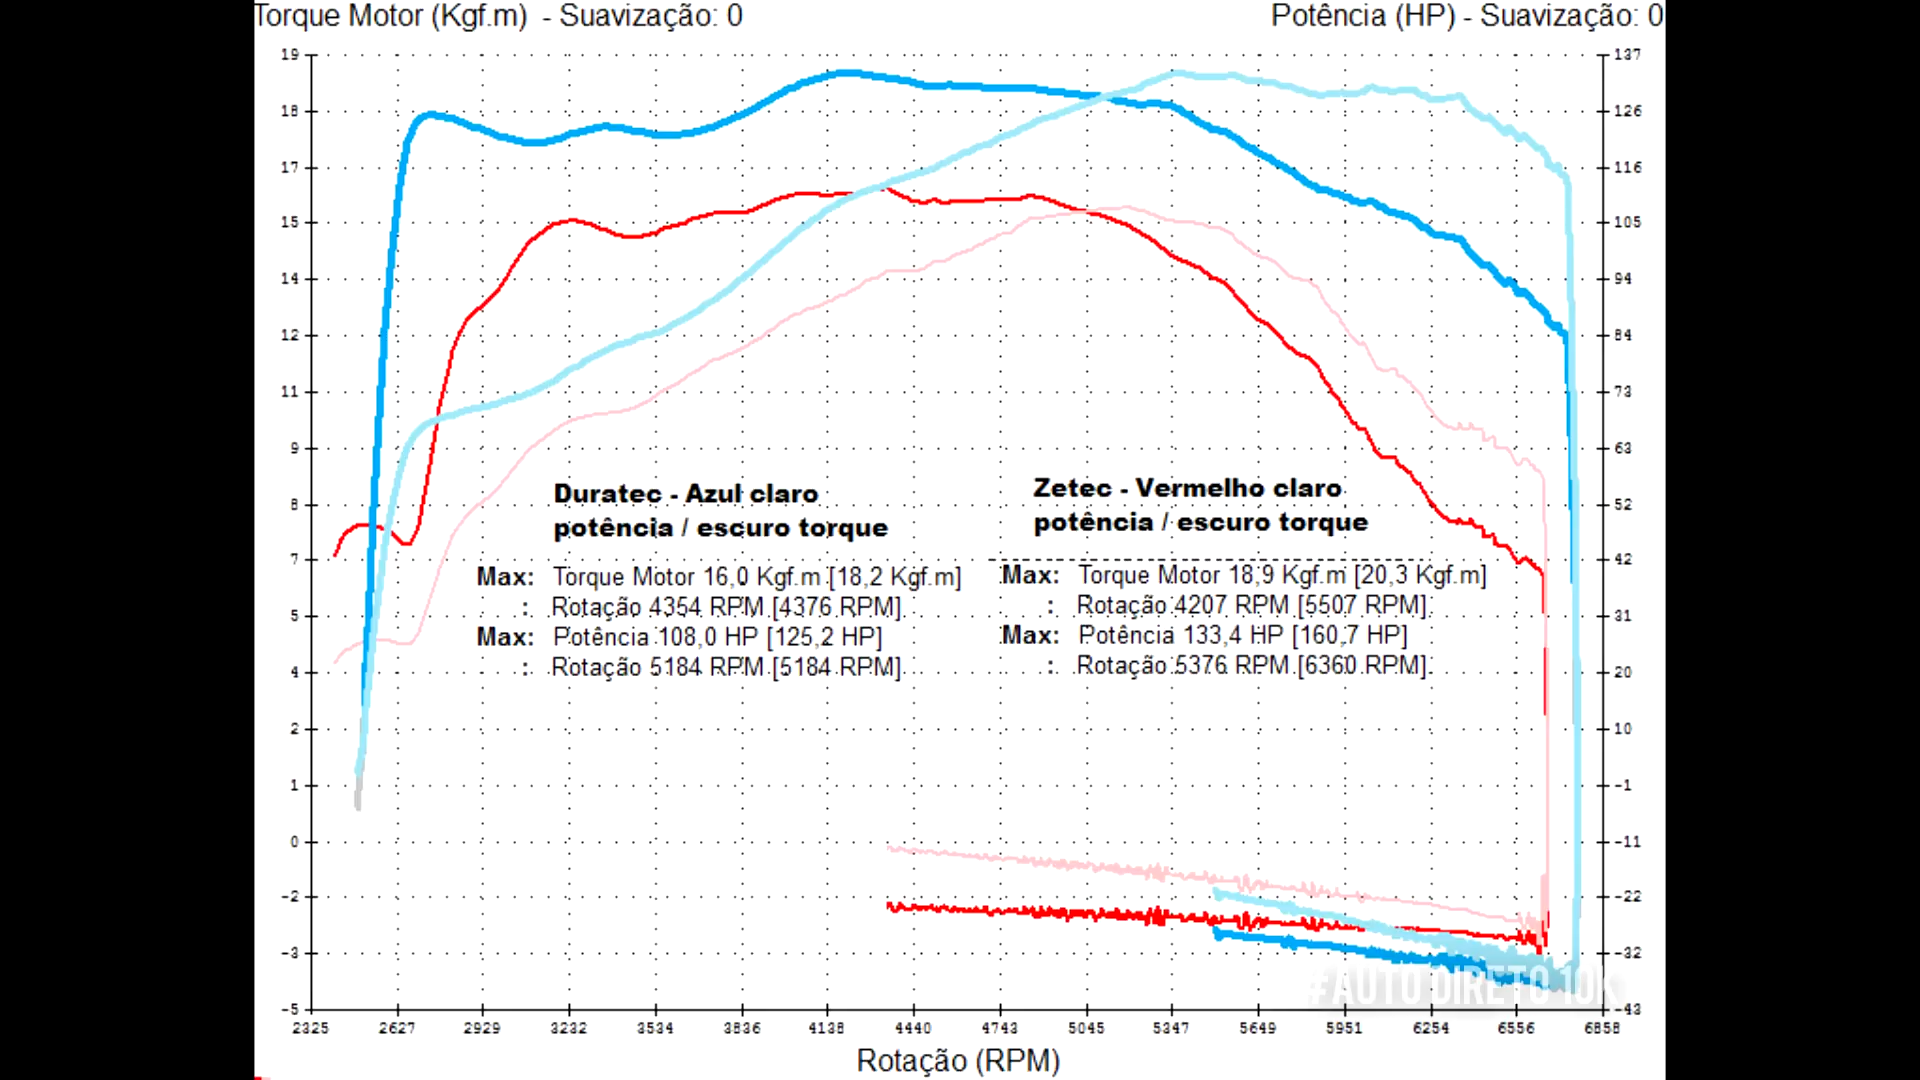 Torque Motor (Kgf.m) - Suavização: 0
Potência (HP) - Suavização: 0
19
18
17
15
14
12
11
9
8
7
5
4
2
1
0
-2
-3
-5
137
126
116
105
94
84
73
63
52
42
31
20
10
-1
-11
-22
-32
-43
Duratec - Azul claro
potência / escuro torque
Max: Torque Motor 16,0 Kgf.m [18,2 Kgf.m]
: Rotação 4354 RPM [4376 RPM]
Max: Potência 108,0 HP [125,2 HP]
: Rotação 5184 RPM [5184 RPM]
Zetec - Vermelho claro
potência / escuro torque
Max: Torque Motor 18,9 Kgf.m [20,3 Kgf.m]
: Rotação 4207 RPM [5507 RPM]
Max: Potência 133,4 HP [160,7 HP]
: Rotação 5376 RPM [6360 RPM]
#AUTO DIRETO 10K
2325 2627 2929 3232 3534 3836 4138 4440 4743 5045 5347 5649 5951 6254 6556 6858
Rotação (RPM)